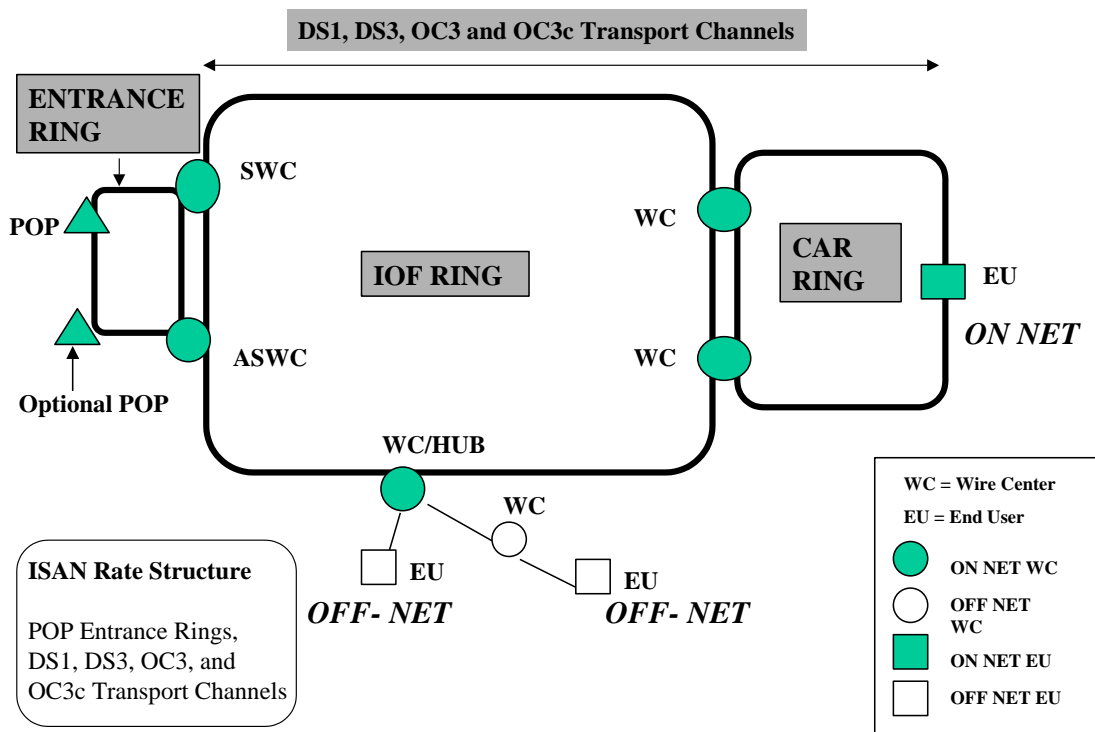 DS1, DS3, OC3 and OC3c Transport Channels
ENTRANCE
RING
SWC
POP
WC
CAR
RING
IOF RING
EU
ON NET
ASWC
WC
Optional POP
WC/HUB
WC
EU
OFF- NET
EU
OFF- NET
ISAN Rate Structure
POP Entrance Rings,
DS1, DS3, OC3, and
OC3c Transport Channels
WC = Wire Center
EU = End User
ON NET WC
OFF NET
WC
ON NET EU
OFF NET EU